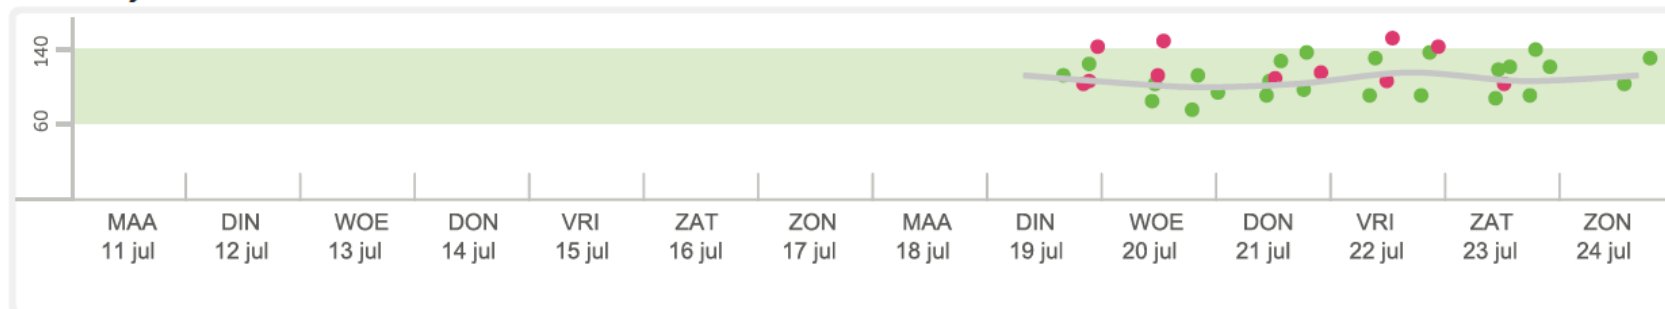 140
60
MAA DIN WOE DON VRI ZAT ZON MAA DIN WOE DON VRI ZAT ZON
11 jul 12 jul 13 jul 14 jul 15 jul 16 jul 17 jul 18 jul 19 jul 20 jul 21 jul 22 jul 23 jul 24 jul